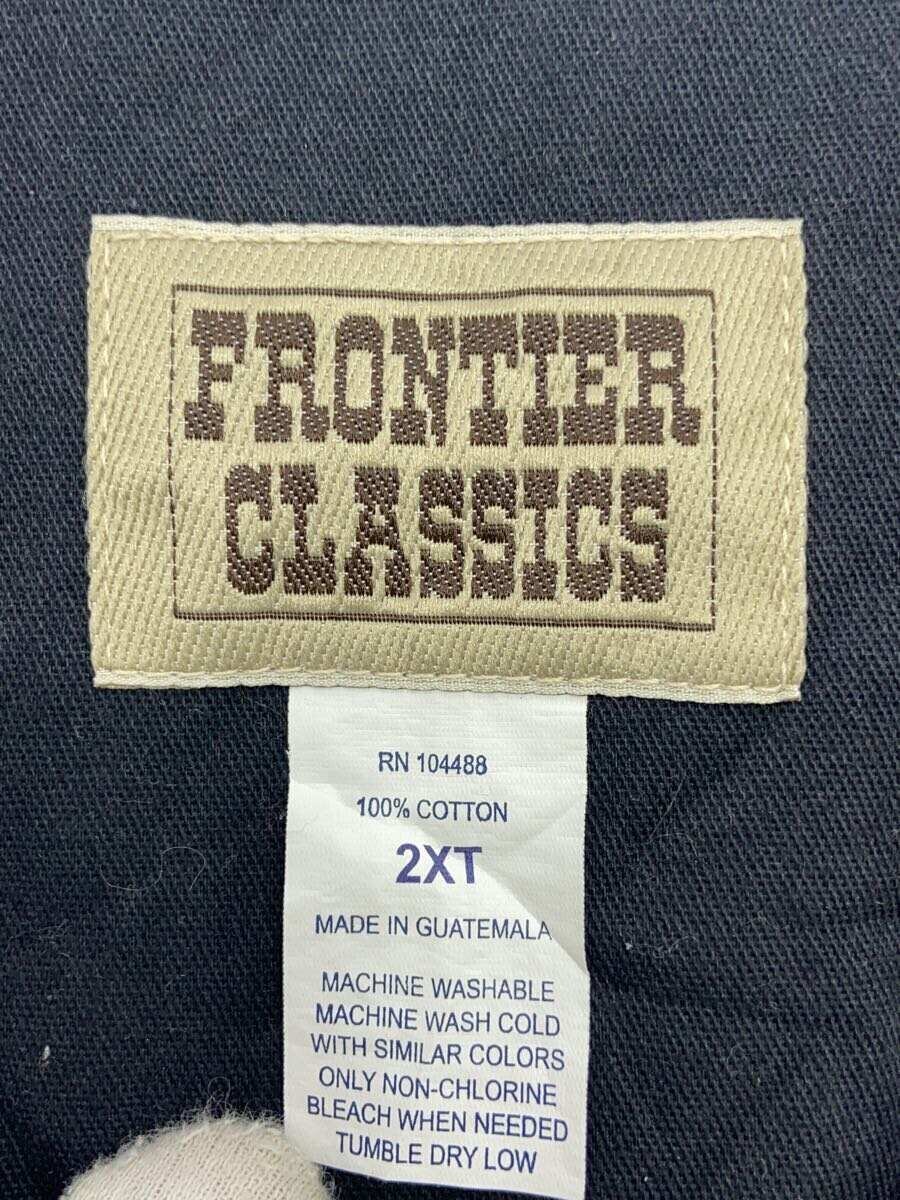 FRONTIER
CLASSICS
RN 104488
100% COTTON
2XT
MADE IN GUATEMALA
MACHINE WASHABLE
MACHINE WASH COLD
WITH SIMILAR COLORS
ONLY NON-CHLORINE
BLEACH WHEN NEEDED
TUMBLE DRY LOW